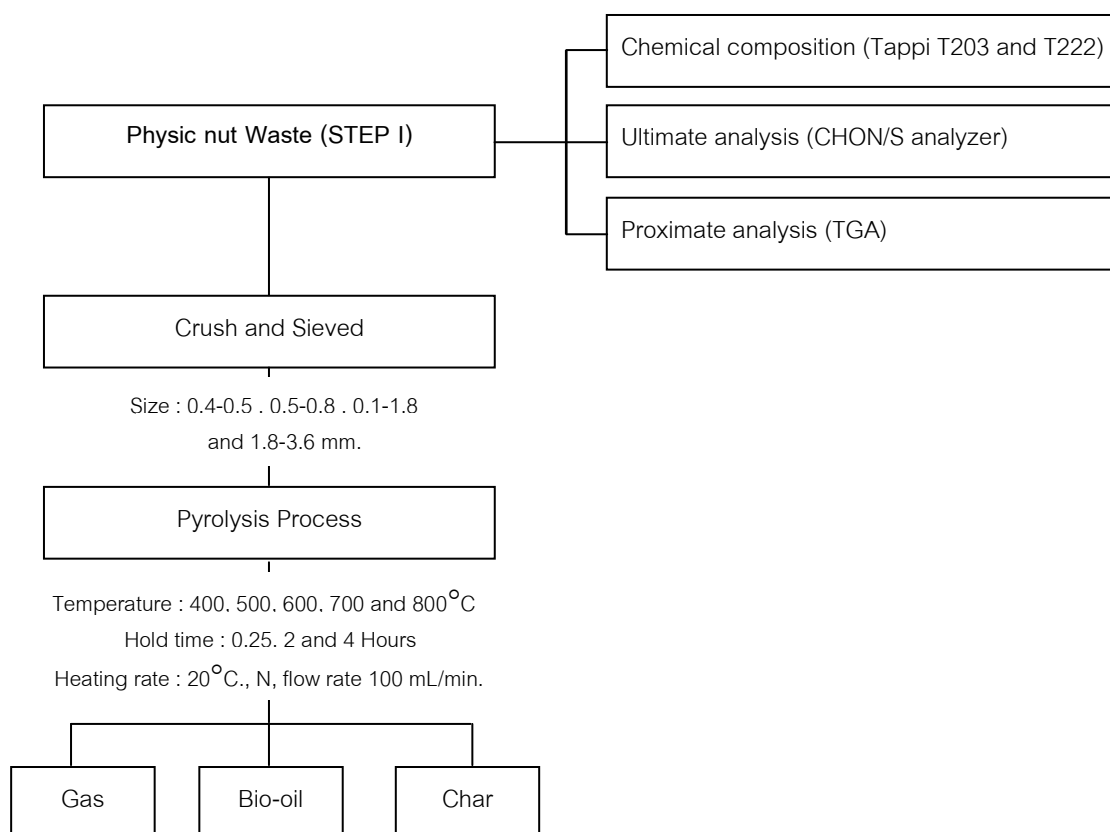 Chemical composition (Tappi T203 and T222)
Physic nut Waste (STEP I)
Ultimate analysis (CHON/S analyzer)
Proximate analysis (TGA)
Crush and Sieved
Size : 0.4-0.5 . 0.5-0.8 . 0.1-1.8
and 1.8-3.6 mm.
Pyrolysis Process
Temperature : 400, 500, 600, 700 and 800°C
Hold time : 0.25. 2 and 4 Hours
Heating rate : 20°C., N, flow rate 100 mL/min.
Gas
Bio-oil
Char